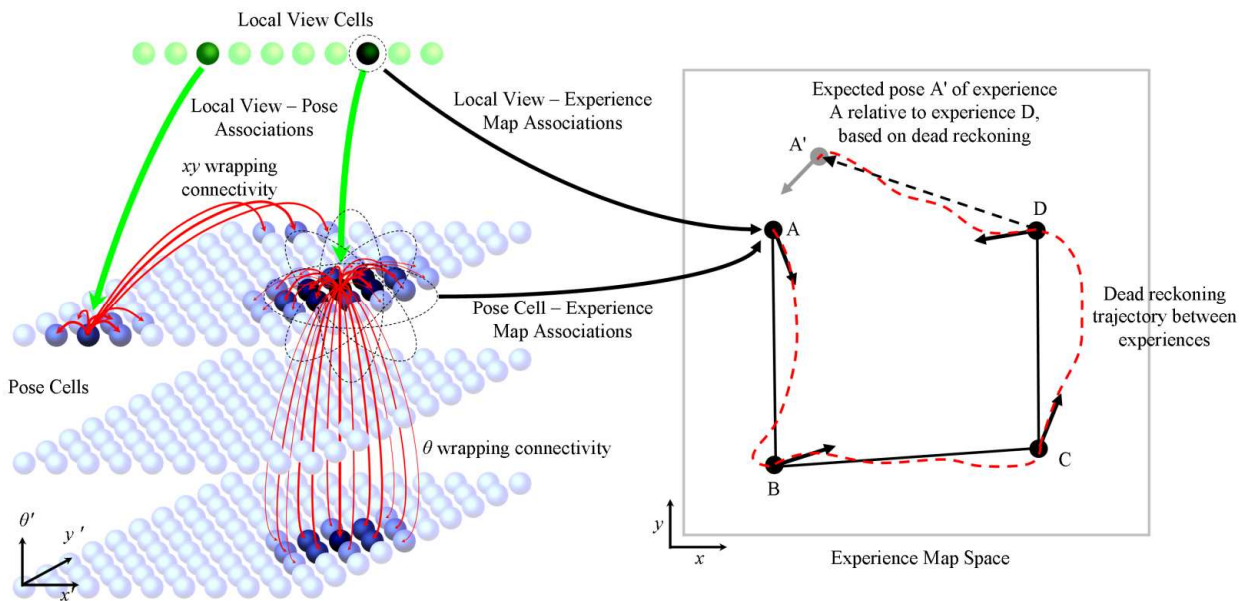 Local View Cells
Local View – Pose
Associations
Local View – Experience
Map Associations
xy wrapping
connectivity
Pose Cell – Experience
Map Associations
Pose Cells
θ wrapping connectivity
θ'
y'
x'
Expected pose A' of experience
A relative to experience D,
based on dead reckoning
A'
A
D
Dead reckoning
trajectory between
experiences
B
C
y
x
Experience Map Space